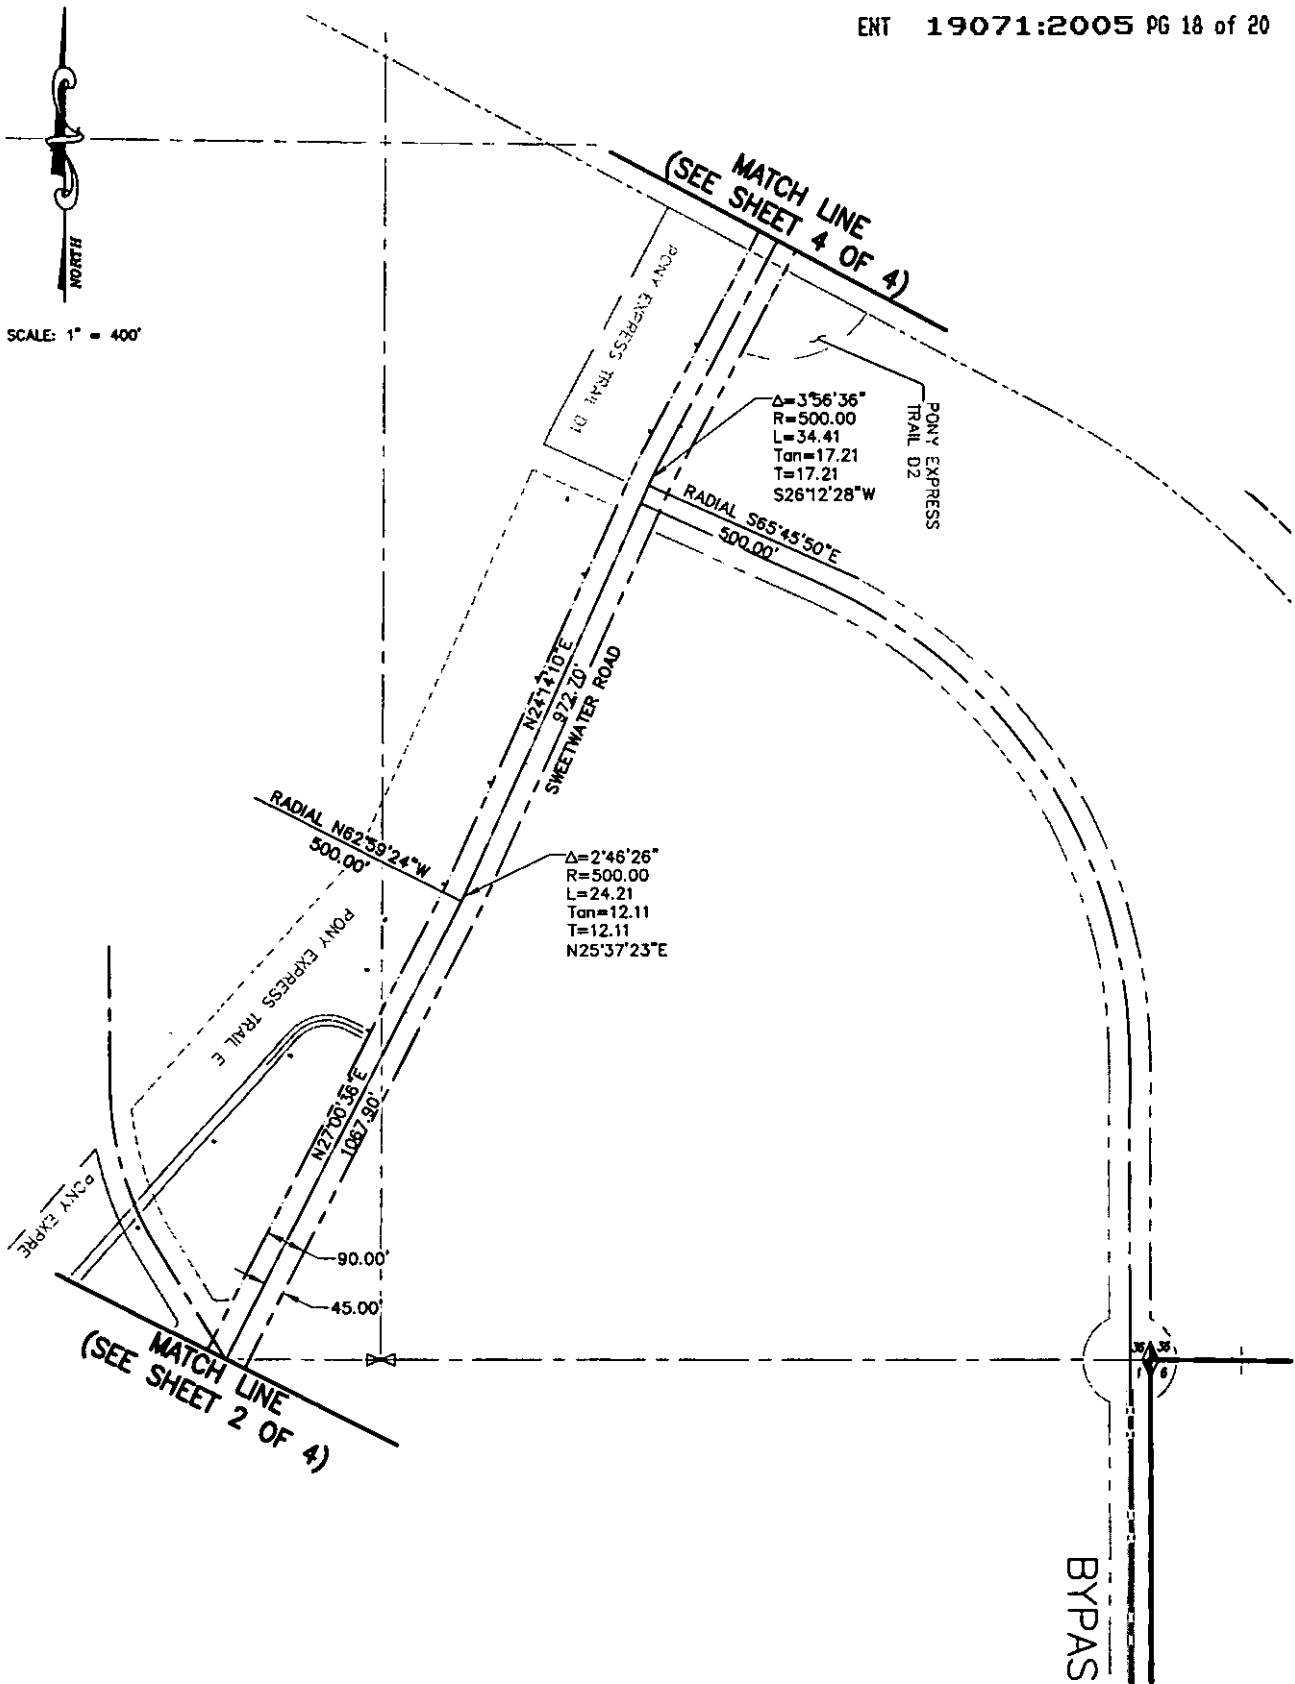 ENT 19071:2005 PG 18 of 20
NORTH
SCALE: 1" = 400'
MATCH LINE
(SEE SHEET 4 OF 4)
PONY EXPRESS TRAIL D1
PONY EXPRESS
TRAIL D2
Δ=3°56'36"
R=500.00
L=34.41
Tan=17.21
T=17.21
S26°12'28"W
RADIAL S65°45'50"E
500.00'
N24°14'10"E
972.70'
SWEETWATER ROAD
RADIAL N62°59'24"W
500.00'
Δ=2°46'26"
R=500.00
L=24.21
Tan=12.11
T=12.11
N25°37'23"E
PONY EXPRESS TRAIL E
N27°00'36"E
1067.90'
PONY EXPRE
90.00'
45.00'
MATCH LINE
(SEE SHEET 2 OF 4)
36
1 6
BYPAS